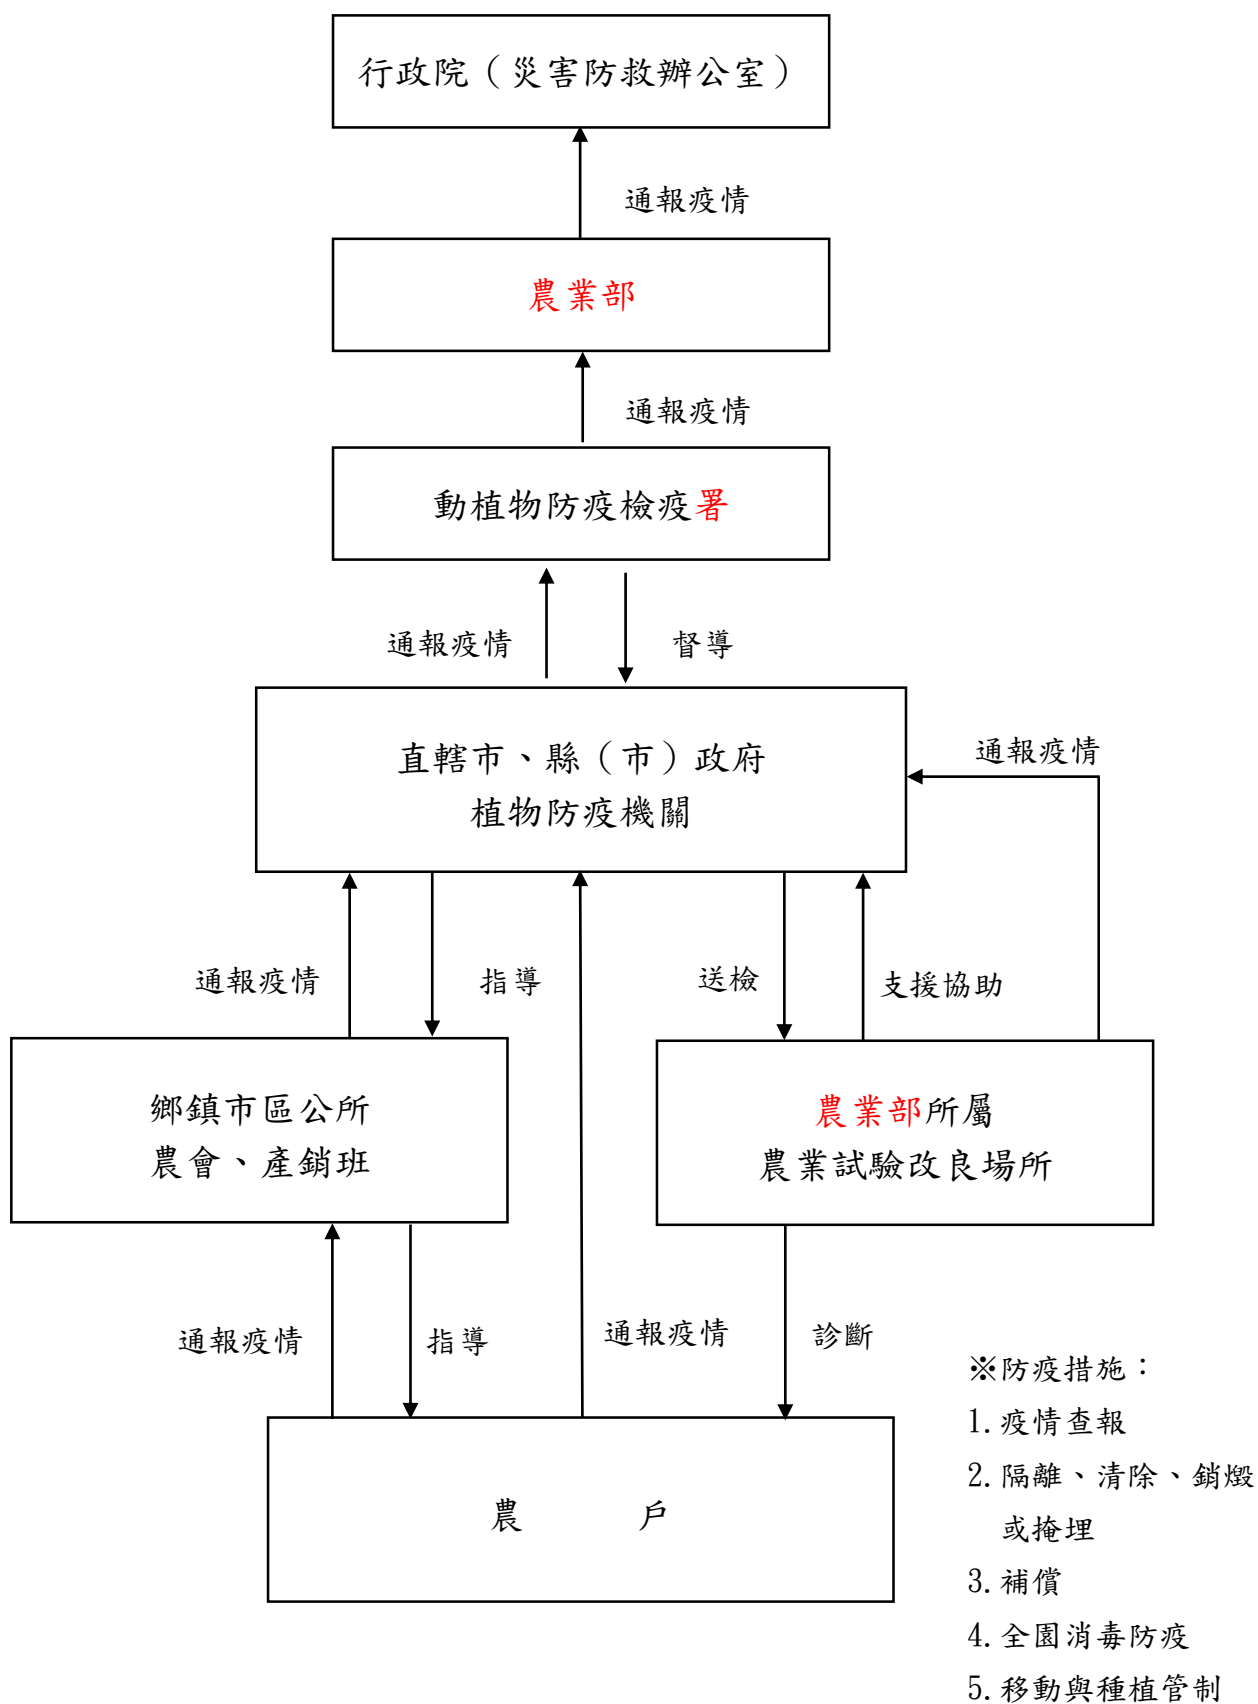 行政院（災害防救辦公室）
通報疫情
農業部
通報疫情
動植物防疫檢疫署
通報疫情
督導
直轄市、縣（市）政府
植物防疫機關
通報疫情
通報疫情
指導
送檢
支援協助
鄉鎮市區公所
農會、產銷班
農業部所屬
農業試驗改良場所
通報疫情
指導
通報疫情
診斷
農　　戶
※防疫措施：
1.疫情查報
2.隔離、清除、銷燬
或掩埋
3.補償
4.全園消毒防疫
5.移動與種植管制